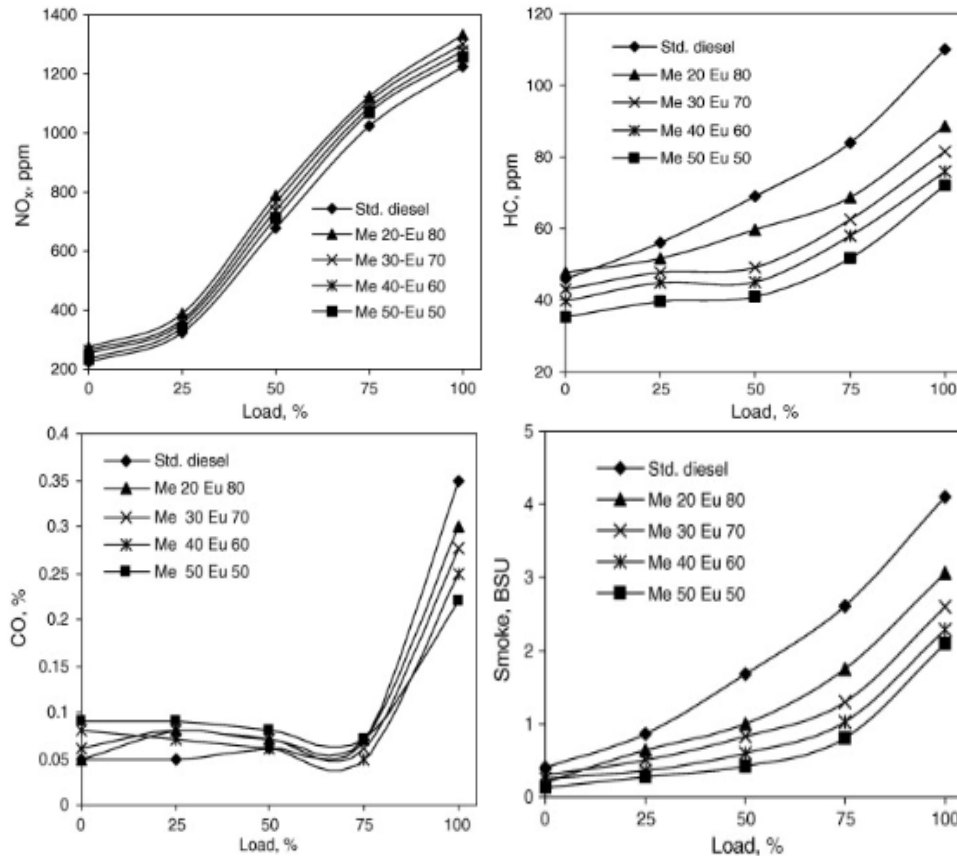 1400
1200
1000
800
600
400
200
NOx, ppm
Std. diesel
Me 20-Eu 80
Me 30-Eu 70
Me 40-Eu 60
Me 50-Eu 50
0 25 50 75 100
Load, %
120
100
80
60
40
20
HC, ppm
Std. diesel
Me 20 Eu 80
Me 30 Eu 70
Me 40 Eu 60
Me 50 Eu 50
0 25 50 75 100
Load, %
0.4
0.35
0.3
0.25
0.2
0.15
0.1
0.05
0
CO, %
Std. diesel
Me 20 Eu 80
Me 30 Eu 70
Me 40 Eu 60
Me 50 Eu 50
0 25 50 75 100
Load, %
5
4
3
2
1
0
Smoke, BSU
Std. diesel
Me 20 Eu 80
Me 30 Eu 70
Me 40 Eu 60
Me 50 Eu 50
0 25 50 75 100
Load, %